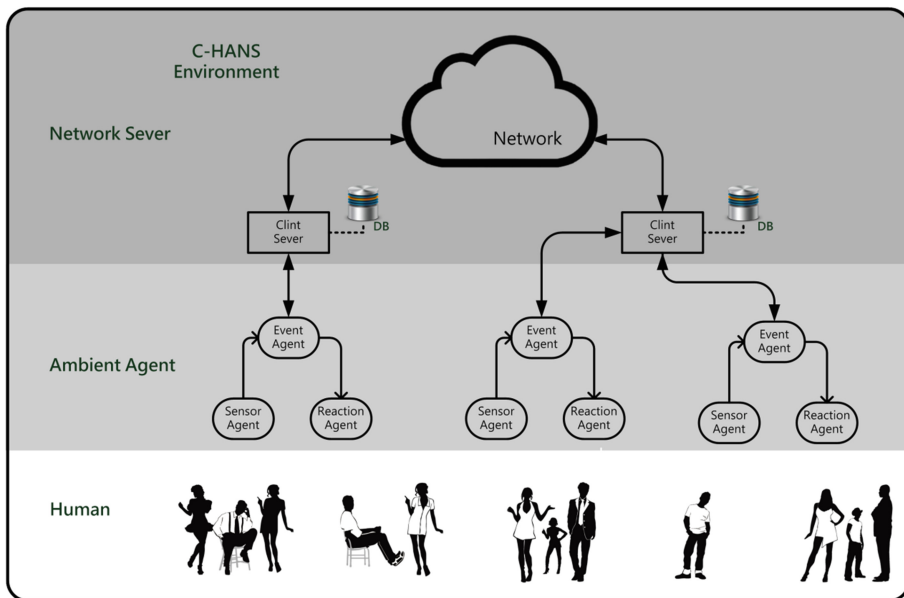 C-HANS
Environment
Network Sever
Network
DB
DB
Clint
Sever
Clint
Sever
Event
Agent
Event
Agent
Event
Agent
Ambient Agent
Sensor
Agent
Reaction
Agent
Sensor
Agent
Reaction
Agent
Sensor
Agent
Reaction
Agent
Human